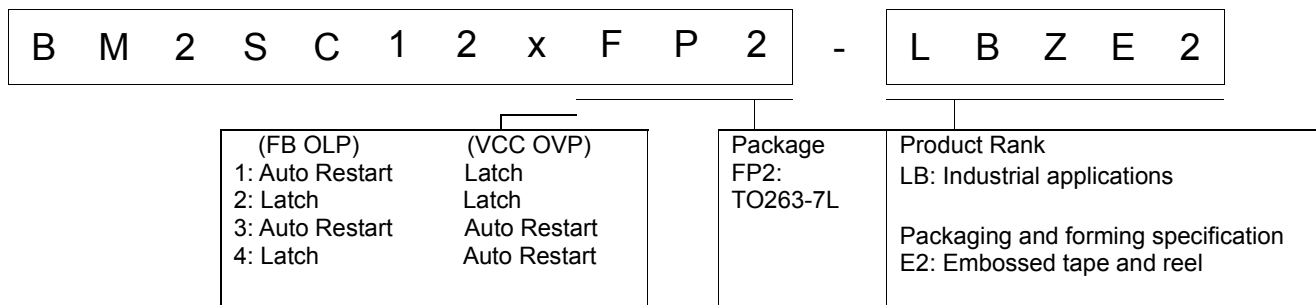 B M 2 S C 1 2 x F P 2 - L B Z E 2
(FB OLP) (VCC OVP)
1: Auto Restart Latch
2: Latch Latch
3: Auto Restart Auto Restart
4: Latch Auto Restart
Package
FP2:
TO263-7L
Product Rank
LB: Industrial applications
Packaging and forming specification
E2: Embossed tape and reel